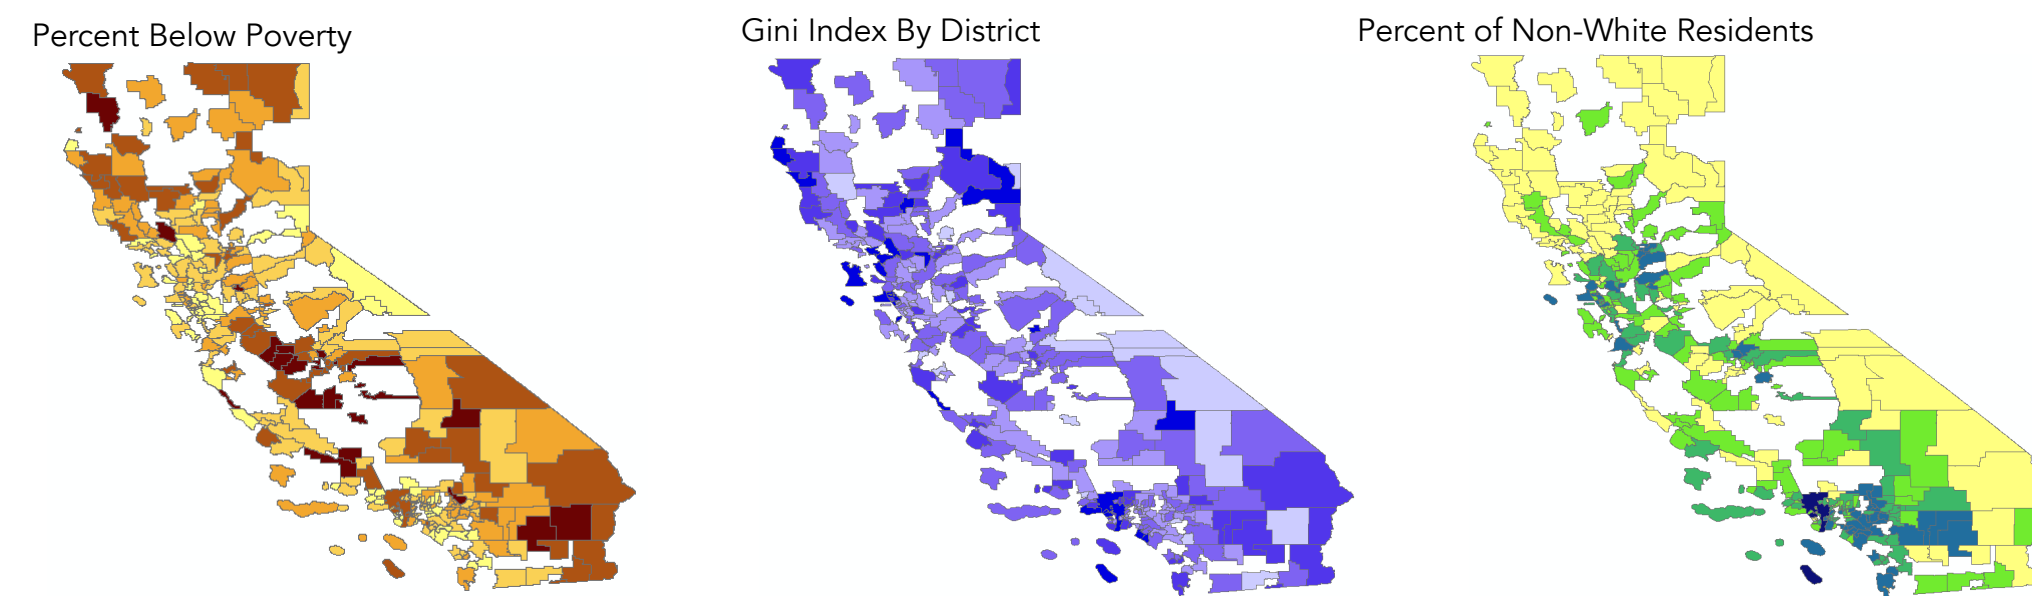 Percent Below Poverty
Gini Index By District
Percent of Non-White Residents